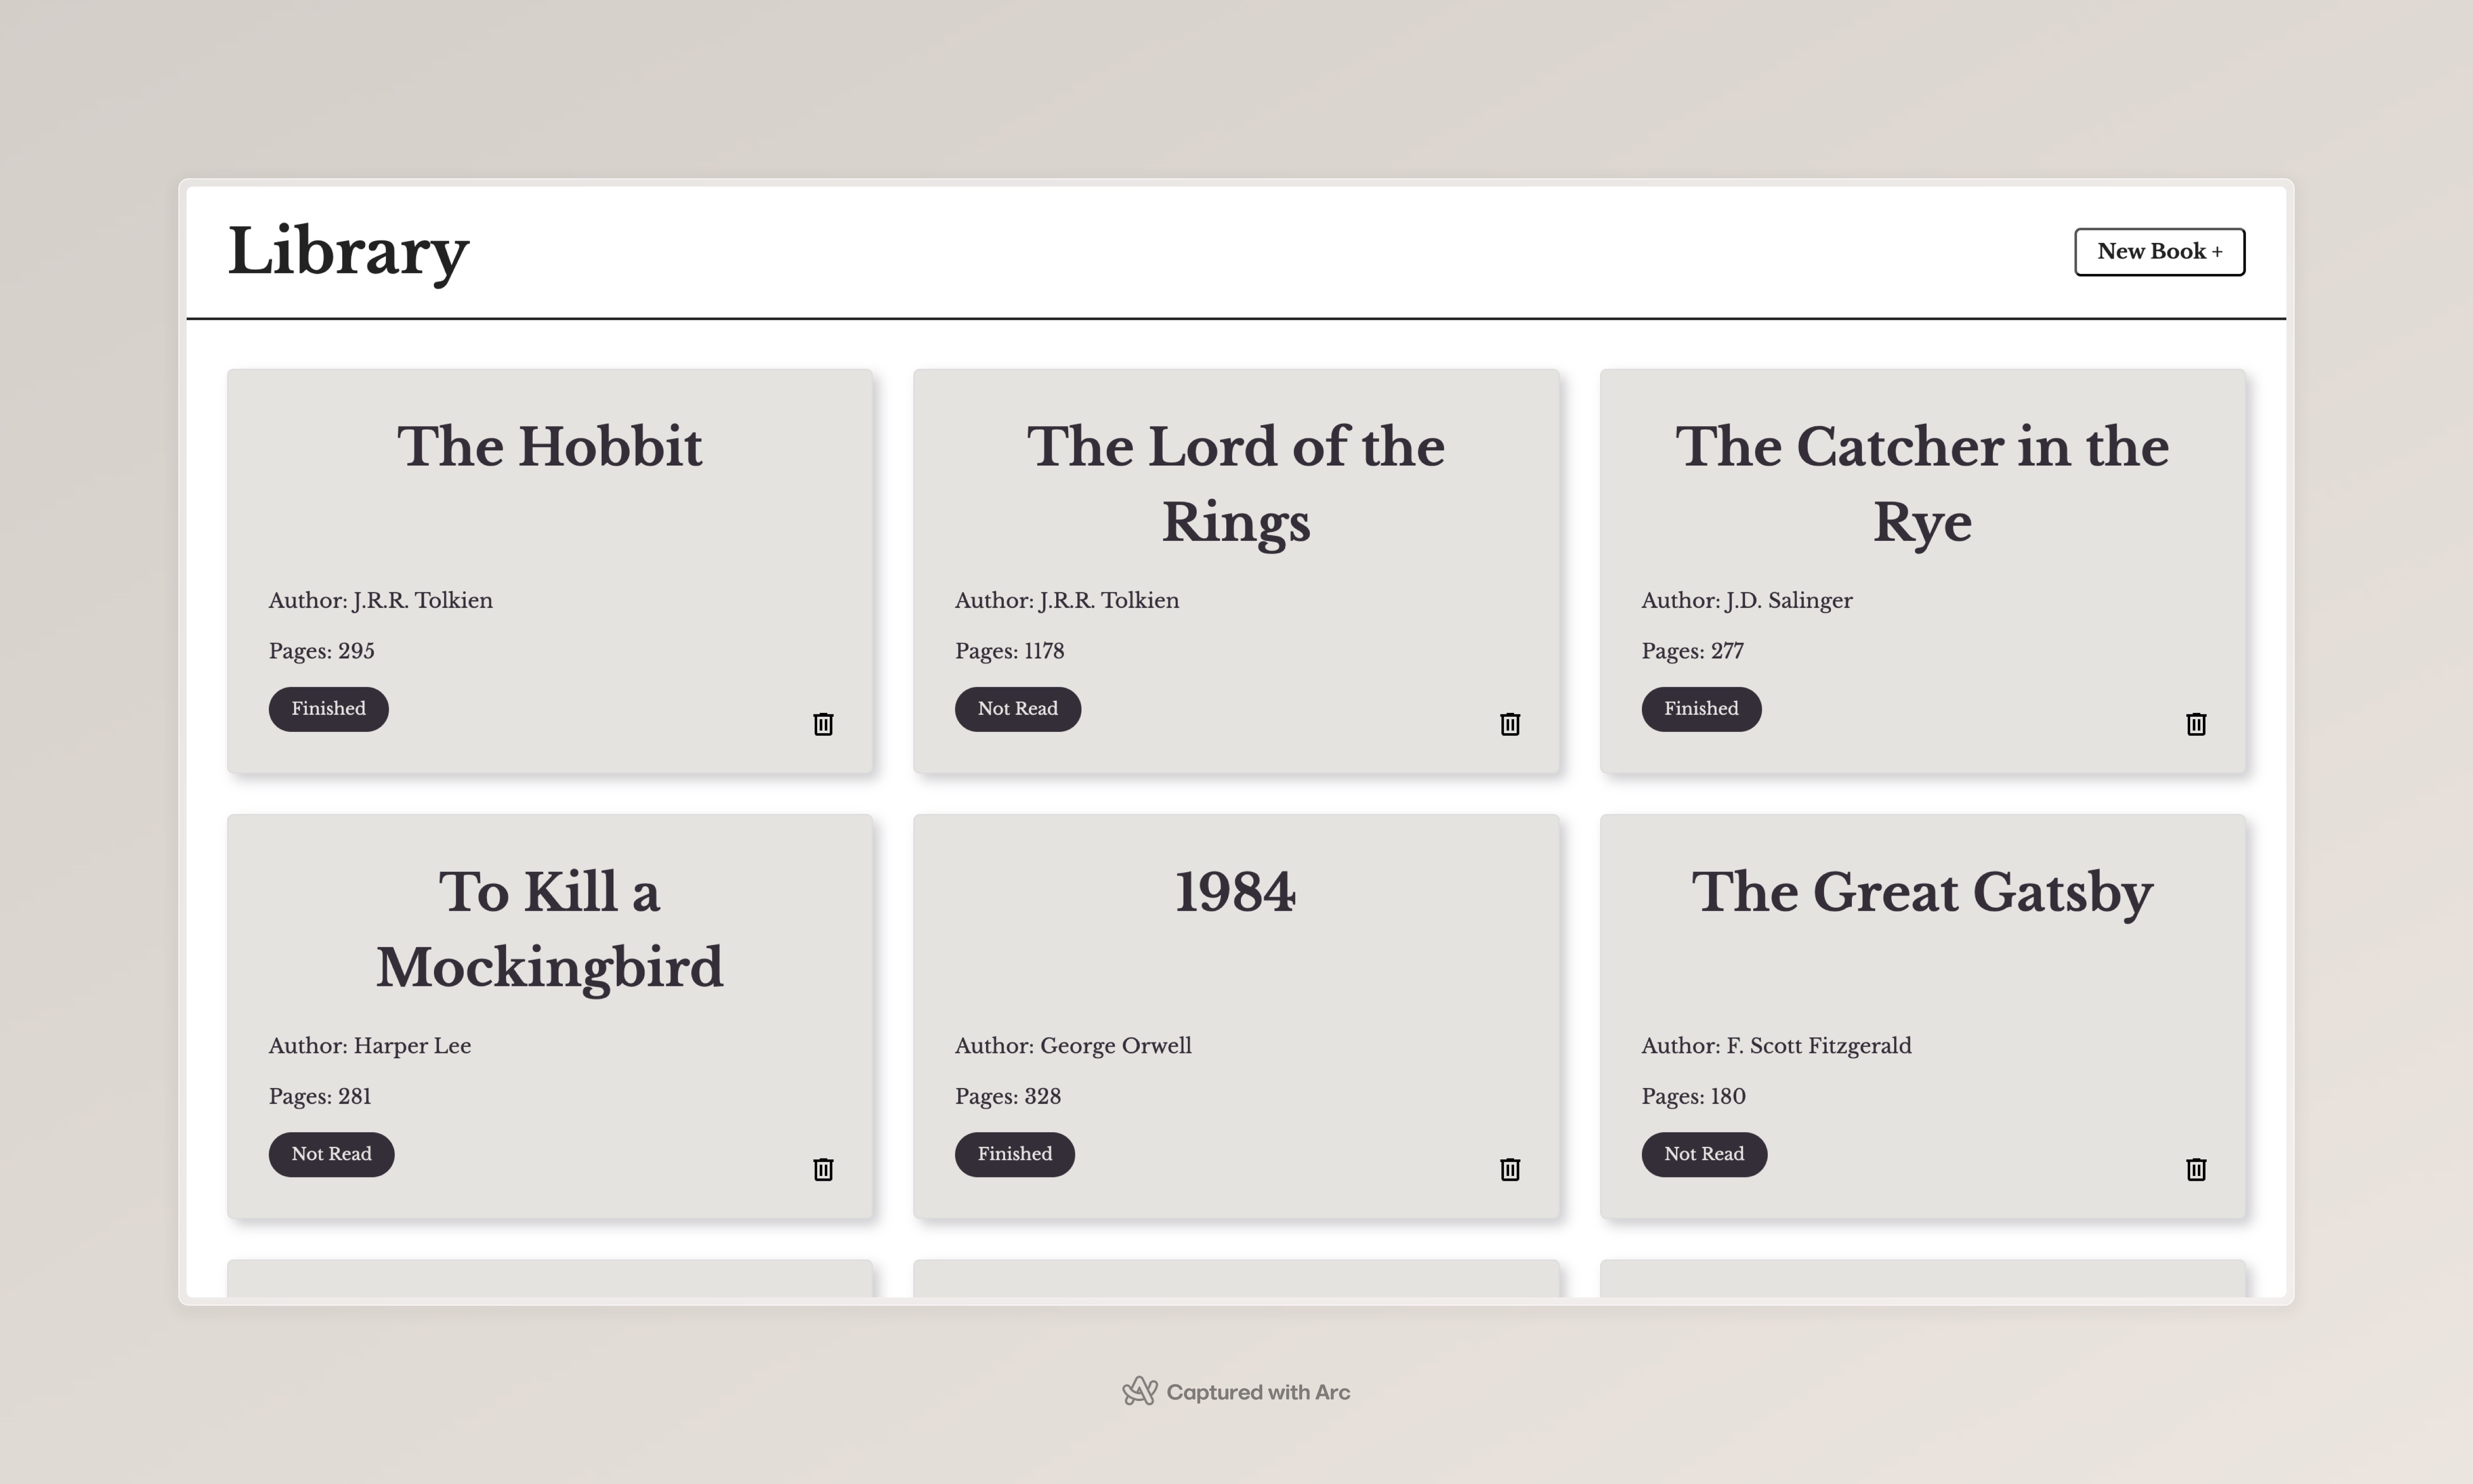 Library
New Book +
The Hobbit
Author: J.R.R. Tolkien
Pages: 295
Finished
The Lord of the
Rings
Author: J.R.R. Tolkien
Pages: 1178
Not Read
The Catcher in the
Rye
Author: J.D. Salinger
Pages: 277
Finished
To Kill a
Mockingbird
Author: Harper Lee
Pages: 281
Not Read
1984
Author: George Orwell
Pages: 328
Finished
The Great Gatsby
Author: F. Scott Fitzgerald
Pages: 180
Not Read
Captured with Arc